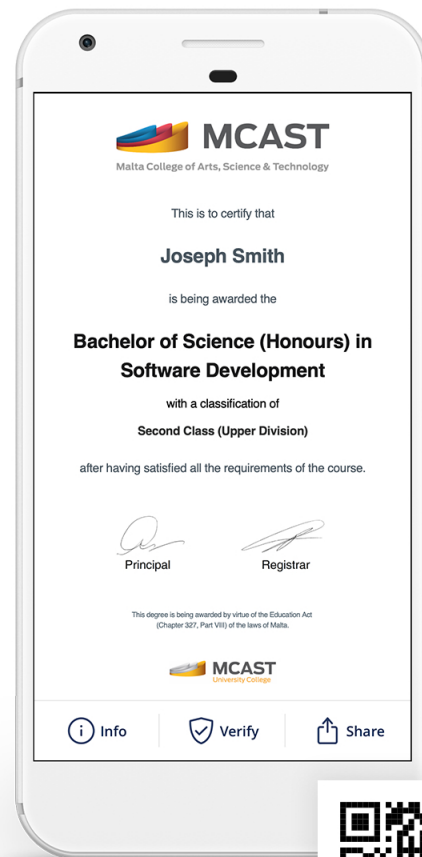 MCAST
Malta College of Arts, Science & Technology
This is to certify that
Joseph Smith
is being awarded the
Bachelor of Science (Honours) in
Software Development
with a classification of
Second Class (Upper Division)
after having satisfied all the requirements of the course.
Principal Registrar
This degree is being awarded by virtue of the Education Act
(Chapter 327, Part VIII) of the laws of Malta.
MCAST
University College
Info Verify Share